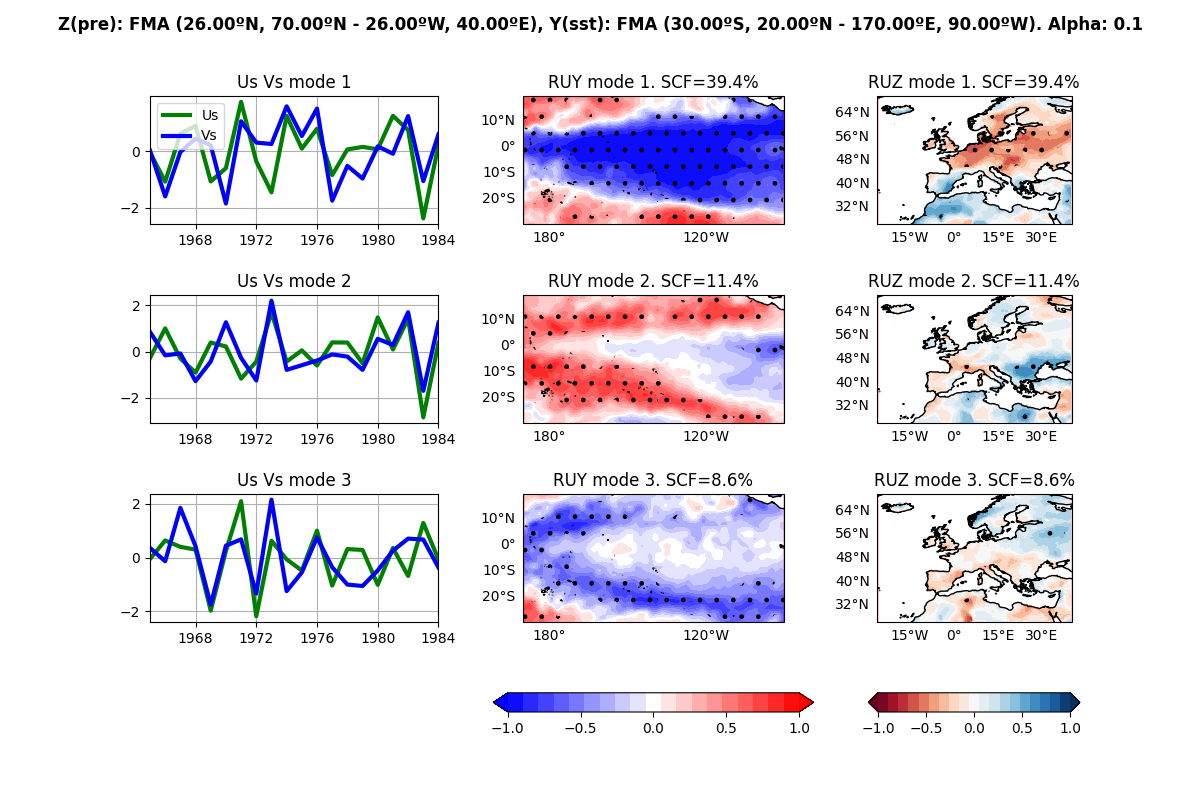 Z(pre): FMA (26.00ºN, 70.00ºN - 26.00ºW, 40.00ºE), Y(sst): FMA (30.00ºS, 20.00ºN - 170.00ºE, 90.00ºW). Alpha: 0.1
Us Vs mode 1
Us
Vs
0
−2
1968 1972 1976 1980 1984
RUY mode 1. SCF=39.4%
10°N
0°
10°S
20°S
180° 120°W
RUZ mode 1. SCF=39.4%
64°N
56°N
48°N
40°N
32°N
15°W 0° 15°E 30°E
Us Vs mode 2
2
0
−2
1968 1972 1976 1980 1984
RUY mode 2. SCF=11.4%
10°N
0°
10°S
20°S
180° 120°W
RUZ mode 2. SCF=11.4%
64°N
56°N
48°N
40°N
32°N
15°W 0° 15°E 30°E
Us Vs mode 3
2
0
−2
1968 1972 1976 1980 1984
RUY mode 3. SCF=8.6%
10°N
0°
10°S
20°S
180° 120°W
RUZ mode 3. SCF=8.6%
64°N
56°N
48°N
40°N
32°N
15°W 0° 15°E 30°E
−1.0 −0.5 0.0 0.5 1.0
−1.0 −0.5 0.0 0.5 1.0